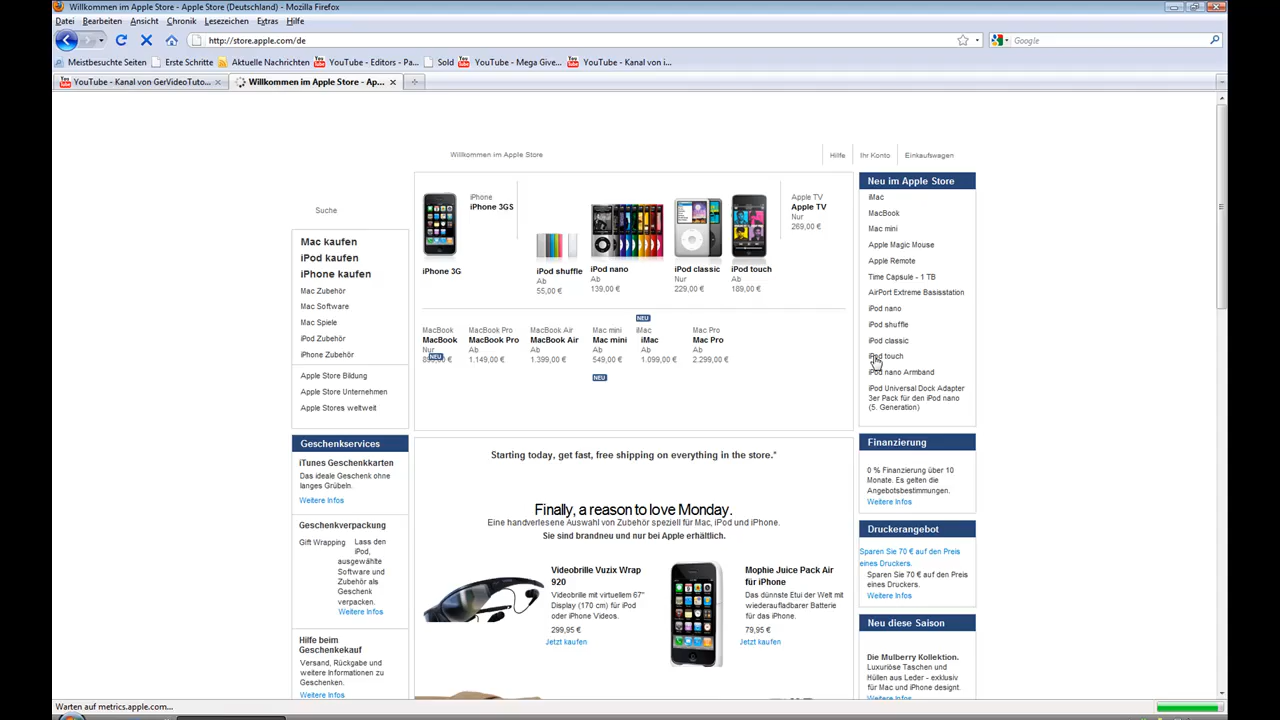 Willkommen im Apple Store - Apple Store (Deutschland) - Mozilla Firefox
Datei Bearbeiten Ansicht Chronik Lesezeichen Extras Hilfe
http://store.apple.com/de
Google
Meistbesuchte Seiten Erste Schritte Aktuelle Nachrichten YouTube - Editors - Pa... Sold YouTube - Mega Give... YouTube - Kanal von i...
YouTube - Kanal von GerVideoTuto... Willkommen im Apple Store - Ap...
Willkommen im Apple Store
Hilfe Ihr Konto Einkaufswagen
Suche
Mac kaufen
iPod kaufen
iPhone kaufen
Mac Zubehör
Mac Software
Mac Spiele
iPod Zubehör
iPhone Zubehör
Apple Store Bildung
Apple Store Unternehmen
Apple Stores weltweit
Geschenkservices
iTunes Geschenkkarten
Das ideale Geschenk ohne
langes Grübeln.
Weitere Infos
Geschenkverpackung
Gift Wrapping
Lass den
iPod,
ausgewählte
Software und
Zubehör als
Geschenk
verpacken.
Weitere Infos
Hilfe beim
Geschenkekauf
Versand, Rückgabe und
weitere Informationen zu
Geschenken.
Weitere Infos
iPhone 3G
iPhone
iPhone 3GS
iPod shuffle
Ab
55,00 €
iPod nano
Ab
139,00 €
iPod classic
Nur
229,00 €
iPod touch
Ab
189,00 €
Apple TV
Apple TV
Nur
269,00 €
MacBook
MacBook
Nur
NEU
MacBook Pro
MacBook Pro
Ab
1.149,00 €
MacBook Air
MacBook Air
Ab
1.399,00 €
Mac mini
Mac mini
Ab
549,00 €
NEU
NEU
iMac
iMac
Ab
1.099,00 €
Mac Pro
Mac Pro
Ab
2.299,00 €
Starting today, get fast, free shipping on everything in the store.*
Finally, a reason to love Monday.
Eine handverlesene Auswahl von Zubehör speziell für Mac, iPod und iPhone.
Sie sind brandneu und nur bei Apple erhältlich.
Videobrille Vuzix Wrap
920
Videobrille mit virtuellem 67"
Display (170 cm) für iPod
oder iPhone Videos.
299,95 €
Jetzt kaufen
Mophie Juice Pack Air
für iPhone
Das dünnste Etui der Welt mit
wiederaufladbarer Batterie
für das iPhone.
79,95 €
Jetzt kaufen
Neu im Apple Store
iMac
MacBook
Mac mini
Apple Magic Mouse
Apple Remote
Time Capsule - 1 TB
AirPort Extreme Basisstation
iPod nano
iPod shuffle
iPod classic
iPod touch
iPod nano Armband
iPod Universal Dock Adapter
3er Pack für den iPod nano
(5. Generation)
Finanzierung
0 % Finanzierung über 10
Monate. Es gelten die
Angebotsbestimmungen.
Weitere Infos
Druckerangebot
Sparen Sie 70 € auf den Preis
eines Druckers.
Sparen Sie 70 € auf den Preis
eines Druckers.
Weitere Infos
Neu diese Saison
Die Mulberry Kollektion.
Luxuriöse Taschen und
Hüllen aus Leder - exklusiv
für Mac und iPhone designt.
Weitere Infos
Warten auf metrics.apple.com...